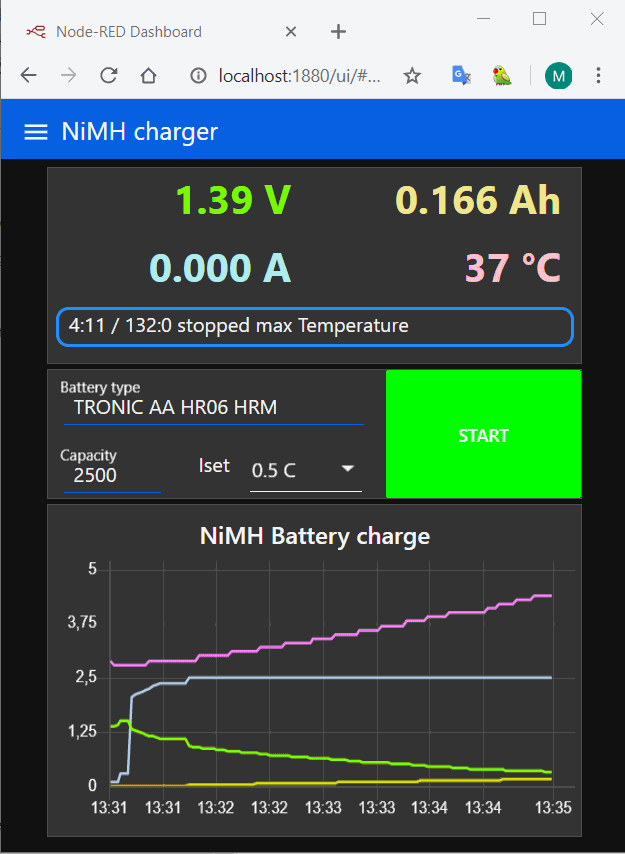 Node-RED Dashboard
localhost:1880/ui/#...
M
NiMH charger
1.39 V
0.166 Ah
0.000 A
37 °C
4:11 / 132:0 stopped max Temperature
Battery type
TRONIC AA HR06 HRM
Capacity
2500
Iset
0.5 C
START
NiMH Battery charge
5
3,75
2,5
1,25
0
13:31 13:31 13:32 13:32 13:33 13:33 13:34 13:34 13:35